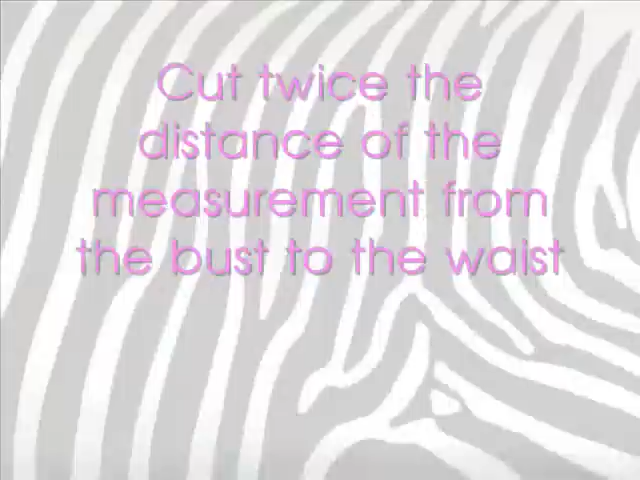 Cut twice the
distance of the
measurement from
the bust to the waist